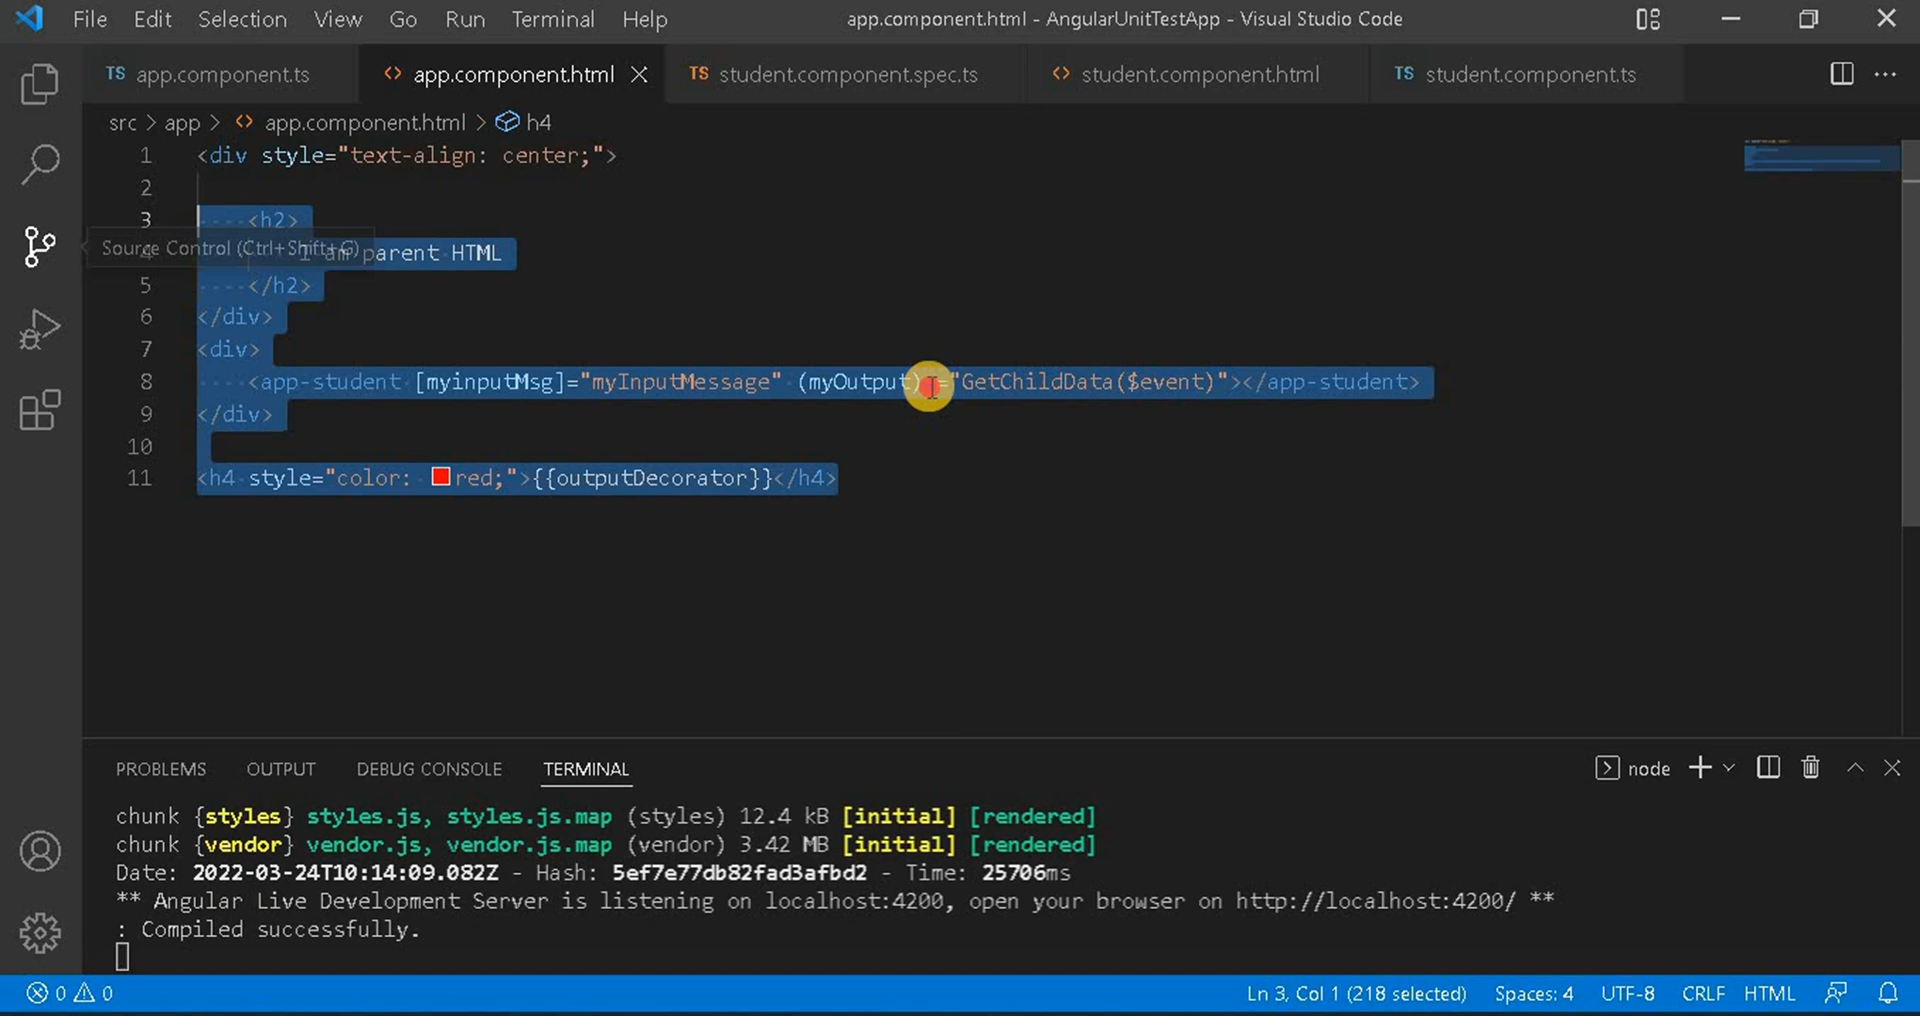 File Edit Selection View Go Run Terminal Help app.component.html - AngularUnitTestApp - Visual Studio Code
TS app.component.ts <> app.component.html TS student.component.spec.ts <> student.component.html TS student.component.ts
src > app > <> app.component.html > h4
1 <div style="text-align: center;">
2
3 <h2>
Source Control (Ctrl+Shift+G)
4 I am parent HTML
5 </h2>
6 </div>
7 <div>
8 <app-student [myinputMsg]="myInputMessage" (myOutput) ="GetChildData($event)"></app-student>
9 </div>
10
11 <h4 style="color: red;">{{outputDecorator}}</h4>
PROBLEMS OUTPUT DEBUG CONSOLE TERMINAL node
chunk {styles} styles.js, styles.js.map (styles) 12.4 kB [initial] [rendered]
chunk {vendor} vendor.js, vendor.js.map (vendor) 3.42 MB [initial] [rendered]
Date: 2022-03-24T10:14:09.082Z - Hash: 5ef7e77db82fad3afbd2 - Time: 25706ms
** Angular Live Development Server is listening on localhost:4200, open your browser on http://localhost:4200/ **
: Compiled successfully.
0 0 Ln 3, Col 1 (218 selected) Spaces: 4 UTF-8 CRLF HTML